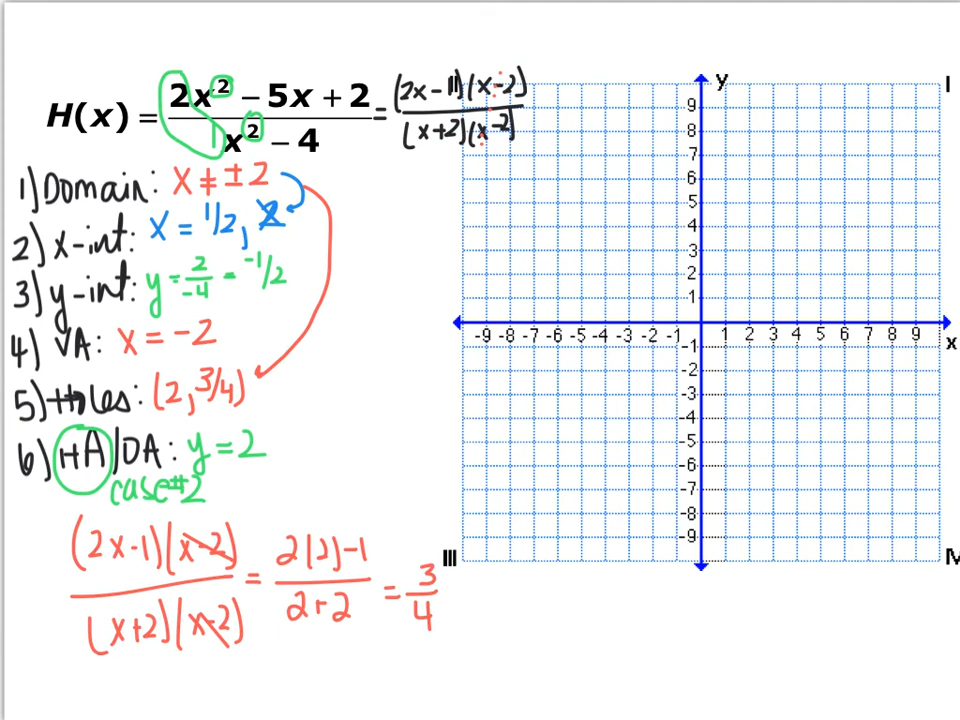 H(x) = (2x² − 5x + 2)/(1x² − 4) = ((2x−1)(x−2))/((x+2)(x−2))
1) Domain: x ≠ ±2
2) x-int: x = 1/2, 2
3) y-int: y = 2/-4 = -1/2
4) VA: x = -2
5) Holes: (2, 3/4)
6) HA/OA: y = 2
case #2
((2x-1)(x-2))/((x+2)(x-2)) = (2(2)-1)/(2+2) = 3/4
y
I
9
8
7
6
5
4
3
2
1
-9 -8 -7 -6 -5 -4 -3 -2 -1 1 2 3 4 5 6 7 8 9 x
-1
-2
-3
-4
-5
-6
-7
-8
-9
III IV